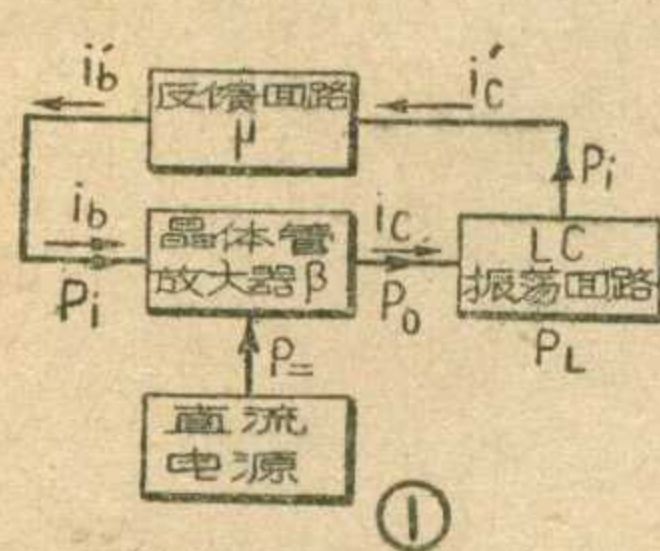 i′b
反馈回路
μ
i′c
Pi
ib
Pi
晶体管
放大器β
ic
Po
LC
振荡回路
PL
P=
直流
电源
①